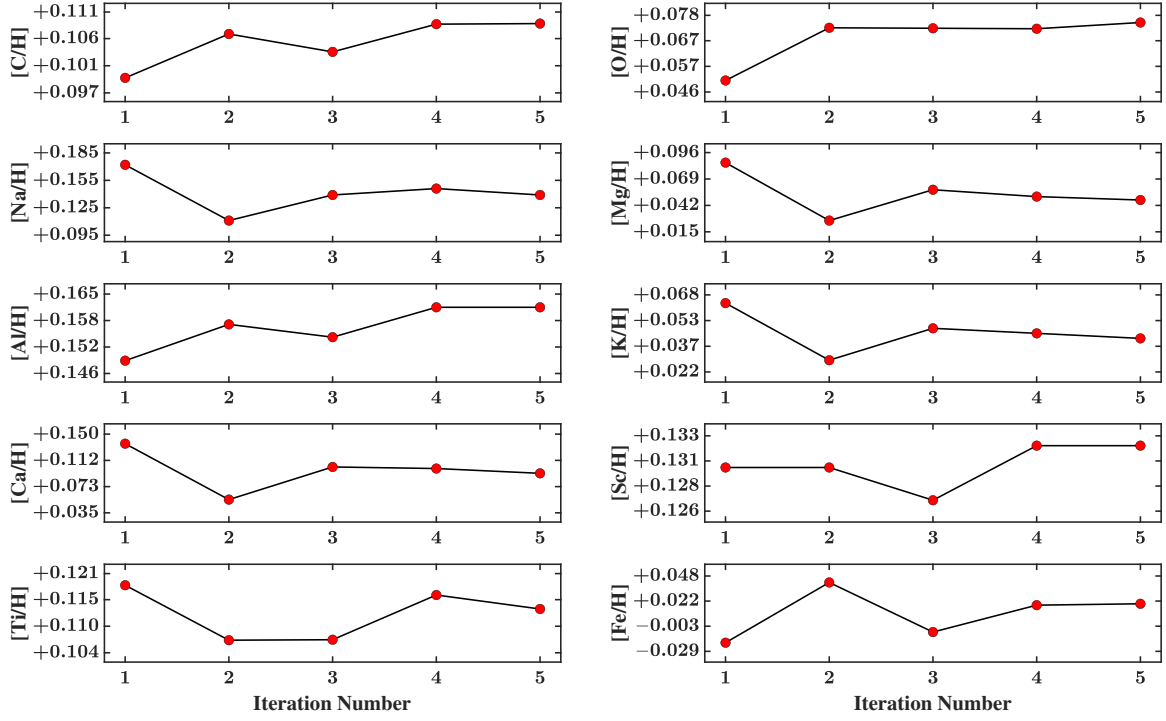 [C/H]
+0.111
+0.106
+0.101
+0.097
1 2 3 4 5
[O/H]
+0.078
+0.067
+0.057
+0.046
1 2 3 4 5
[Na/H]
+0.185
+0.155
+0.125
+0.095
1 2 3 4 5
[Mg/H]
+0.096
+0.069
+0.042
+0.015
1 2 3 4 5
[Al/H]
+0.165
+0.158
+0.152
+0.146
1 2 3 4 5
[K/H]
+0.068
+0.053
+0.037
+0.022
1 2 3 4 5
[Ca/H]
+0.150
+0.112
+0.073
+0.035
1 2 3 4 5
[Sc/H]
+0.133
+0.131
+0.128
+0.126
1 2 3 4 5
[Ti/H]
+0.121
+0.115
+0.110
+0.104
1 2 3 4 5
Iteration Number
[Fe/H]
+0.048
+0.022
−0.003
−0.029
1 2 3 4 5
Iteration Number